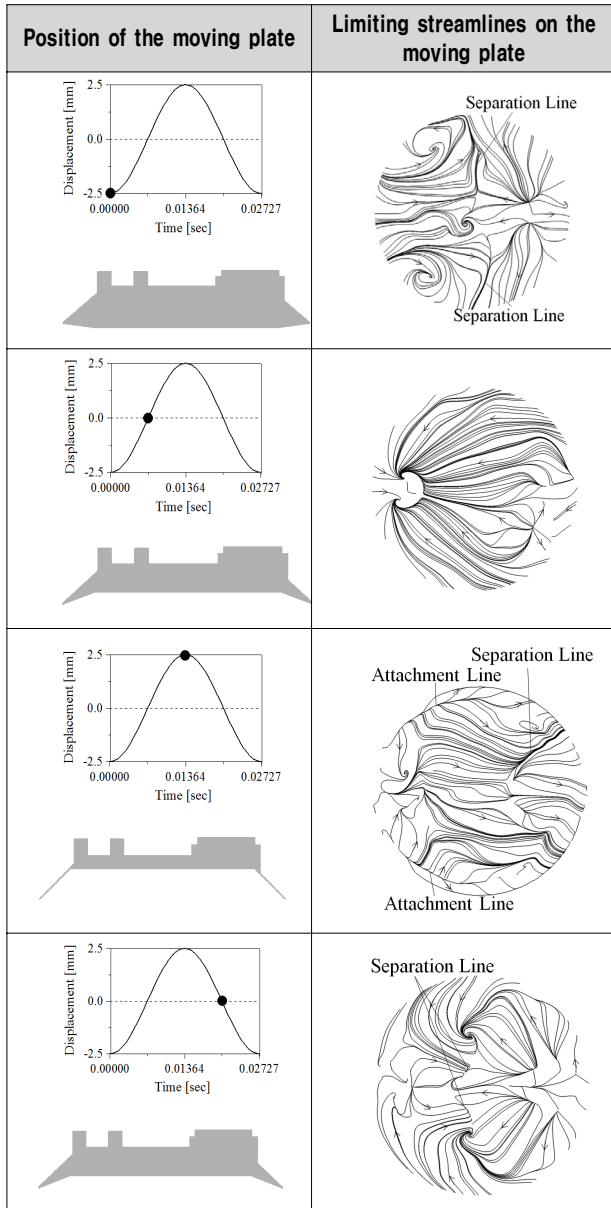 Position of the moving plate
Limiting streamlines on the
moving plate
Displacement [mm]
2.5
0.0
-2.5
0.00000 0.01364 0.02727
Time [sec]
Separation Line
Separation Line
Displacement [mm]
2.5
0.0
-2.5
0.00000 0.01364 0.02727
Time [sec]
Displacement [mm]
2.5
0.0
-2.5
0.00000 0.01364 0.02727
Time [sec]
Separation Line
Attachment Line
Attachment Line
Displacement [mm]
2.5
0.0
-2.5
0.00000 0.01364 0.02727
Time [sec]
Separation Line